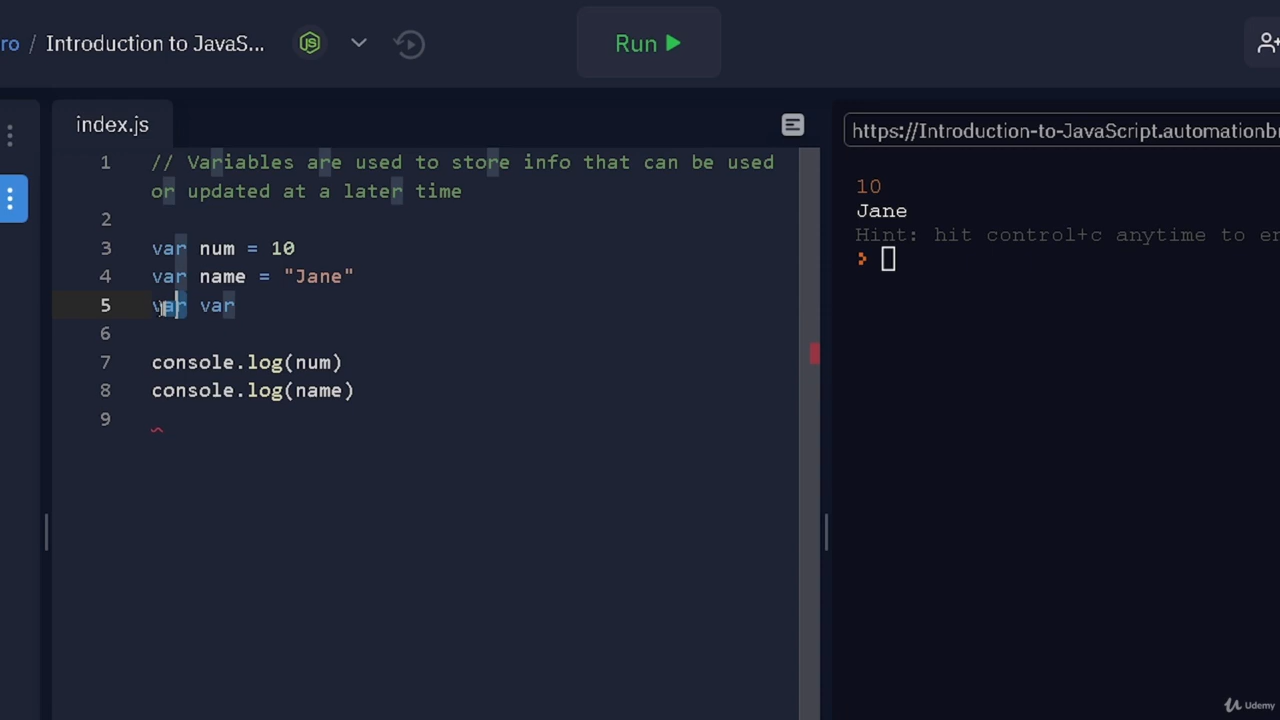 ro / Introduction to JavaS...
JS
Run
index.js
https://Introduction-to-JavaScript.automationb
1 // Variables are used to store info that can be used
or updated at a later time
2
3 var num = 10
4 var name = "Jane"
5 var var
6
7 console.log(num)
8 console.log(name)
9
10
Jane
Hint: hit control+c anytime to en
Udemy